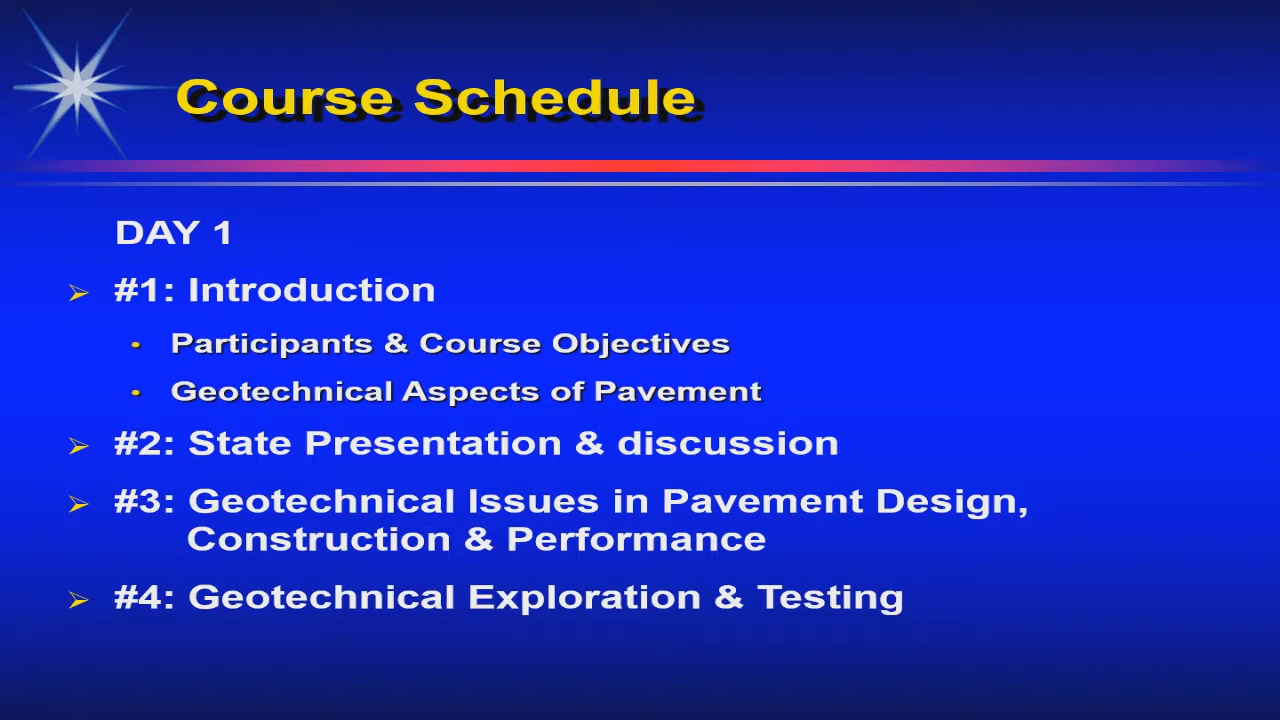 Course Schedule
DAY 1
#1: Introduction
Participants & Course Objectives
Geotechnical Aspects of Pavement
#2: State Presentation & discussion
#3: Geotechnical Issues in Pavement Design,
Construction & Performance
#4: Geotechnical Exploration & Testing